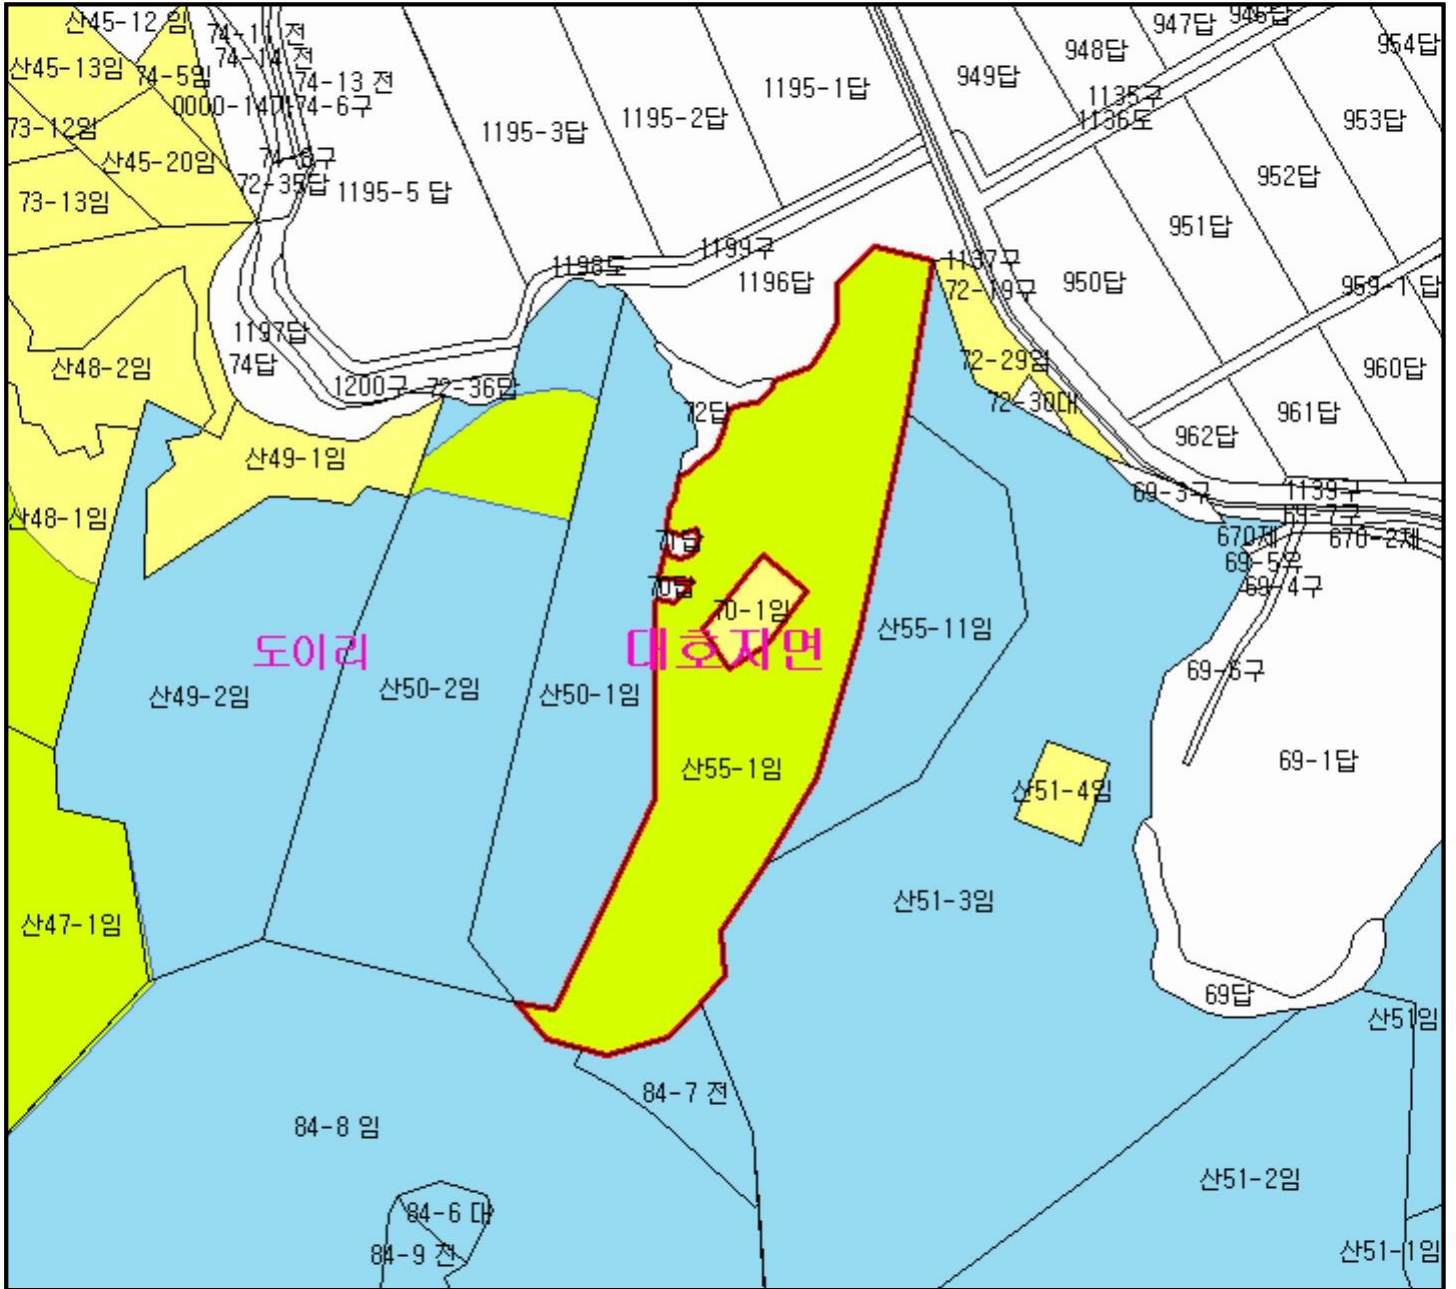 산45-12 임
74-11 전
947답
946답
954답
74-14 전
948답
산45-13임
74-5임
74-13 전
949답
1195-1답
0000-147
74-6구
1135구
1136도
953답
73-12임
1195-3답
1195-2답
산45-20임
72-35답
1195-5 답
952답
73-13임
951답
1199구
1198도
1196답
1137구
72-19구
950답
959-1 답
1197답
74답
산48-2임
72-29임
960답
1200구
72-36답
72답
72-30대
961답
962답
산49-1임
69-3구
1139구
산48-1임
69-7구
71답
670제
670-2제
70답
69-4구
70-1임
산55-11임
도이리
대호지면
69-6구
산49-2임
산50-2임
산50-1임
산55-1임
69-1답
산51-4임
산51-3임
산47-1임
69답
산51임
84-7 전
84-8 임
산51-2임
84-6 대
84-9 전
산51-1임